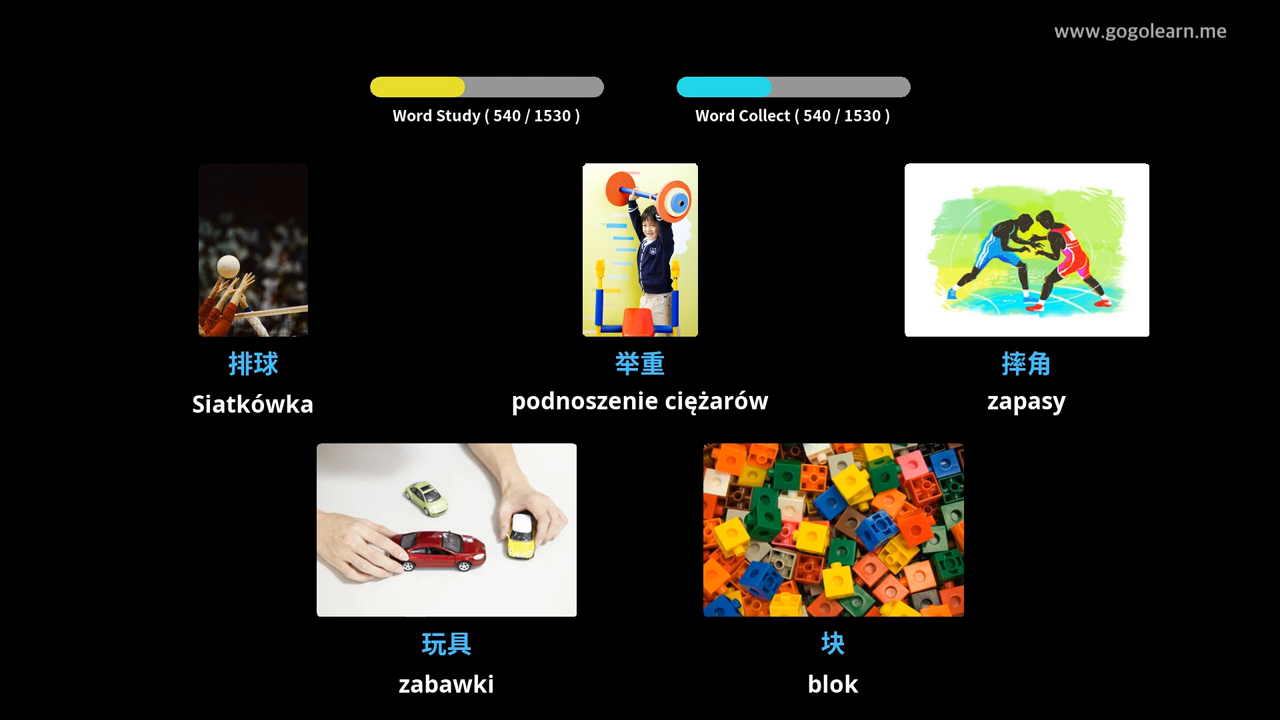 www.gogolearn.me
Word Study ( 540 / 1530 )
Word Collect ( 540 / 1530 )
排球
举重
摔角
Siatkówka
podnoszenie ciężarów
zapasy
玩具
块
zabawki
blok